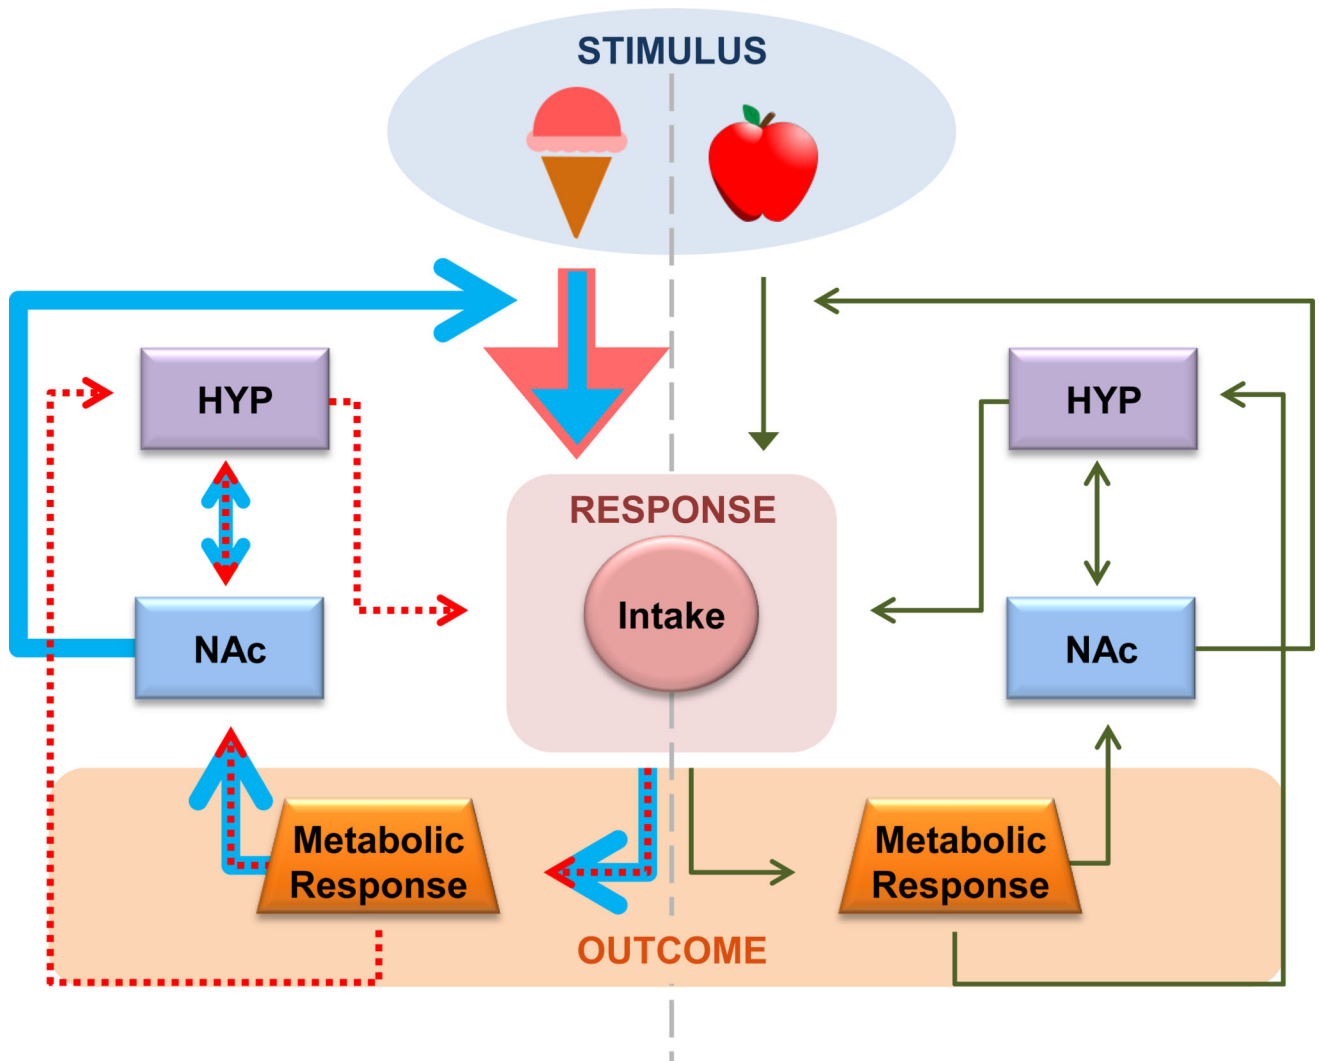 STIMULUS
HYP
HYP
RESPONSE
Intake
NAc
NAc
Metabolic
Response
Metabolic
Response
OUTCOME